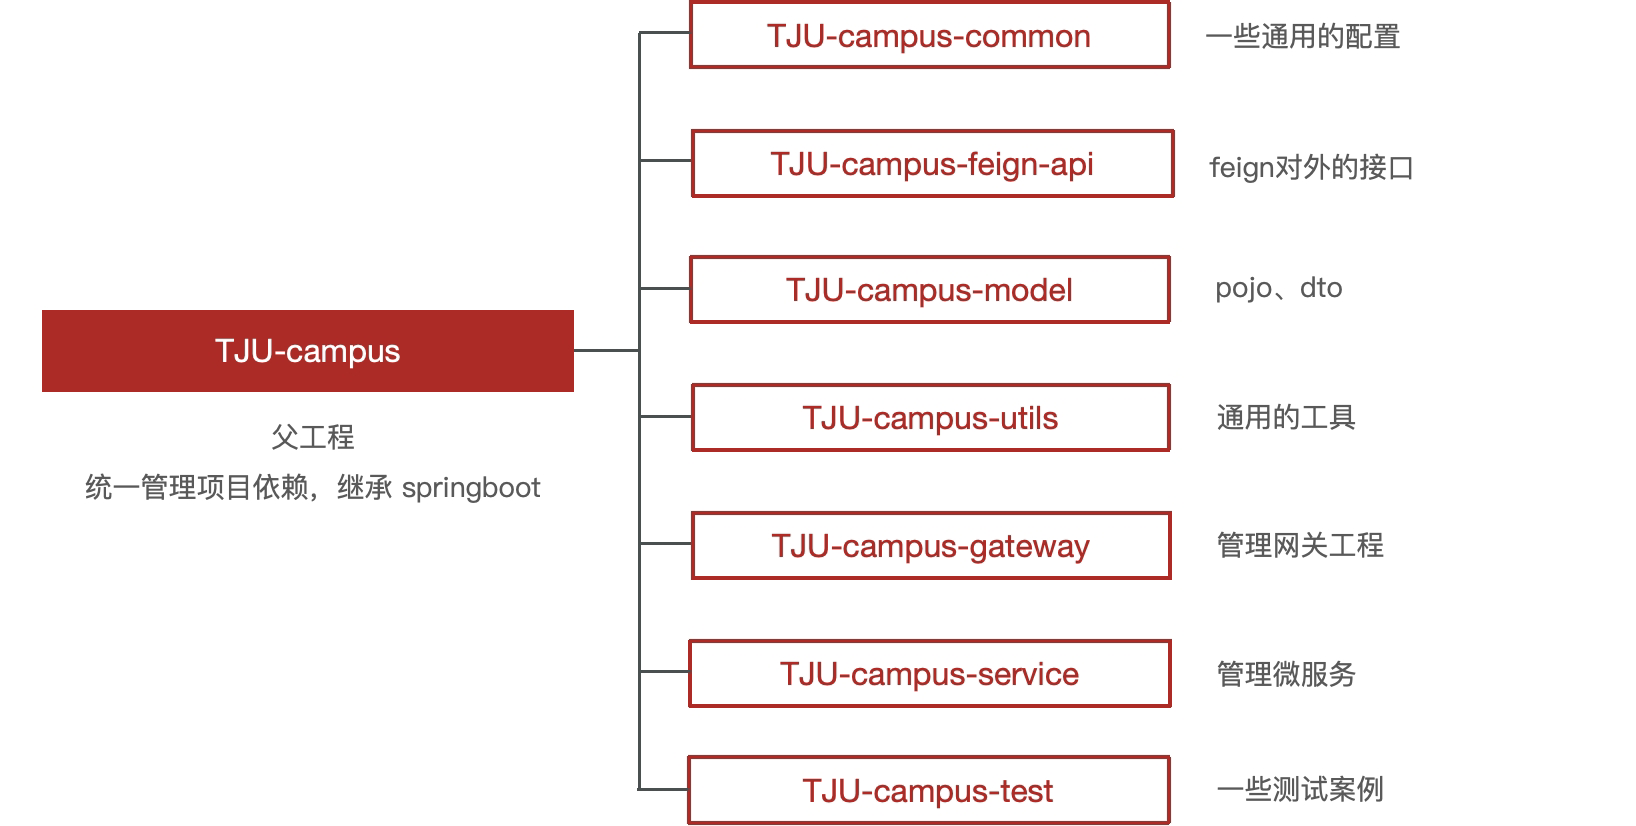 TJU-campus
父工程
统一管理项目依赖，继承 springboot
TJU-campus-common 一些通用的配置
TJU-campus-feign-api feign对外的接口
TJU-campus-model pojo、dto
TJU-campus-utils 通用的工具
TJU-campus-gateway 管理网关工程
TJU-campus-service 管理微服务
TJU-campus-test 一些测试案例